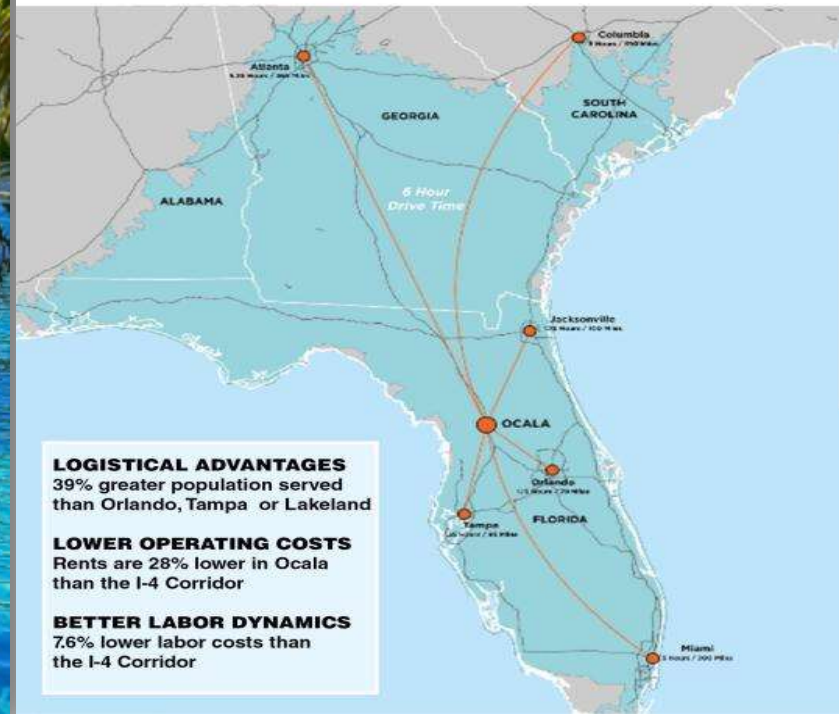 Columbia
Atlanta
GEORGIA
SOUTH
CAROLINA
ALABAMA
6 Hour
Drive Time
Jacksonville
OCALA
Orlando
Tampa
FLORIDA
Miami
LOGISTICAL ADVANTAGES
39% greater population served
than Orlando, Tampa or Lakeland
LOWER OPERATING COSTS
Rents are 28% lower in Ocala
than the I-4 Corridor
BETTER LABOR DYNAMICS
7.6% lower labor costs than
the I-4 Corridor